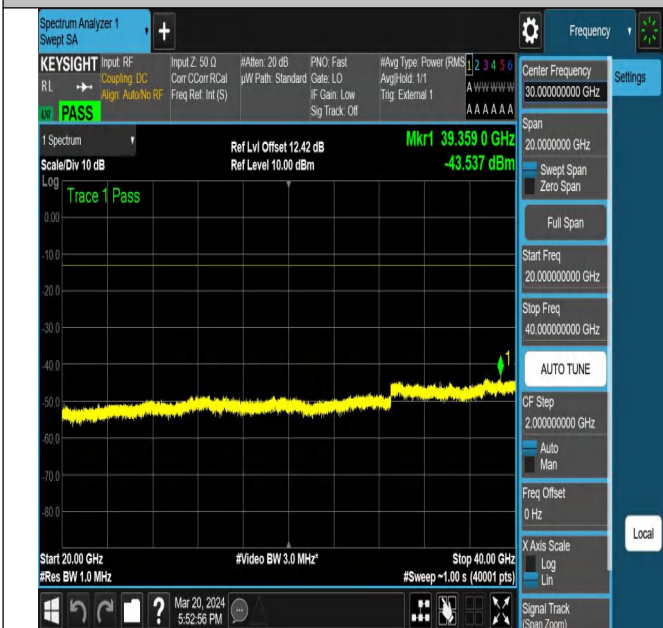 Spectrum Analyzer 1
Swept SA
+
Frequency
KEYSIGHT
RL
LXI
PASS
Input: RF
Coupling: DC
Align: Auto/No RF
Input Z: 50 Ω
Corr CCorr RCal
Freq Ref: Int (S)
#Atten: 20 dB
µW Path: Standard
PNO: Fast
Gate: LO
IF Gain: Low
Sig Track: Off
#Avg Type: Power (RMS
Avg|Hold: 1/1
Trig: External 1
1 2 3 4 5 6
A W W W W W
A A A A A A
1 Spectrum
Scale/Div 10 dB
Ref Lvl Offset 12.42 dB
Ref Level 10.00 dBm
Mkr1 39.359 0 GHz
-43.537 dBm
Log
Trace 1 Pass
0.00
-10.0
-20.0
-30.0
-40.0
-50.0
-60.0
-70.0
-80.0
1
Start 20.00 GHz
#Res BW 1.0 MHz
#Video BW 3.0 MHz*
Stop 40.00 GHz
#Sweep ~1.00 s (40001 pts)
?
Mar 20, 2024
5:52:56 PM
Center Frequency
30.000000000 GHz
Settings
Span
20.0000000 GHz
Swept Span
Zero Span
Full Span
Start Freq
20.000000000 GHz
Stop Freq
40.000000000 GHz
AUTO TUNE
CF Step
2.000000000 GHz
Auto
Man
Freq Offset
0 Hz
X Axis Scale
Log
Lin
Local
Signal Track
(Span Zoom)